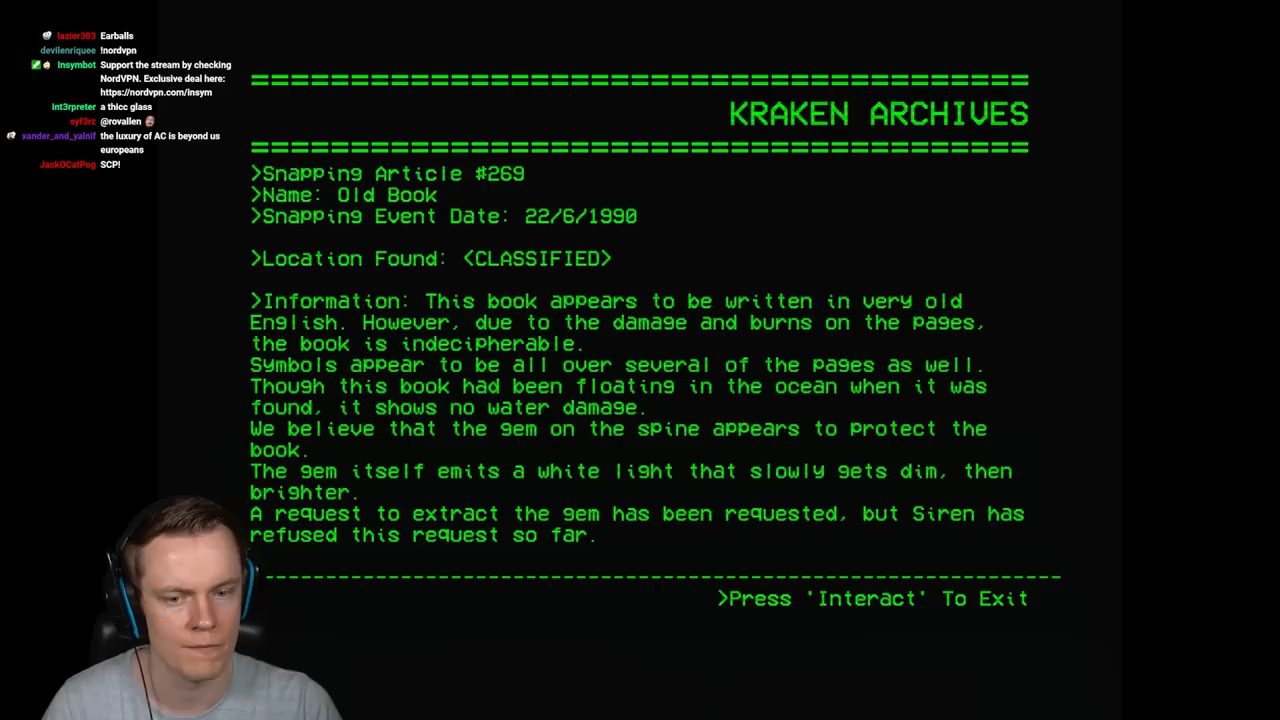 lazior303 Earballs
devilenriquee !nordvpn
Insymbot Support the stream by checking
NordVPN. Exclusive deal here:
https://nordvpn.com/insym
int3rpreter a thicc glass
eyf3rz @rovallen
xander_and_yalnif the luxury of AC is beyond us
europeans
JackOCatPog SCP!
========================================
KRAKEN ARCHIVES
========================================
>Snapping Article #269
>Name: Old Book
>Snapping Event Date: 22/6/1990
>Location Found: <CLASSIFIED>
>Information: This book appears to be written in very old
English. However, due to the damage and burns on the pages,
the book is indecipherable.
Symbols appear to be all over several of the pages as well.
Though this book had been floating in the ocean when it was
found, it shows no water damage.
We believe that the gem on the spine appears to protect the
book.
The gem itself emits a white light that slowly gets dim, then
brighter.
A request to extract the gem has been requested, but Siren has
refused this request so far.
-----------------------------------------------------------------
>Press 'Interact' To Exit